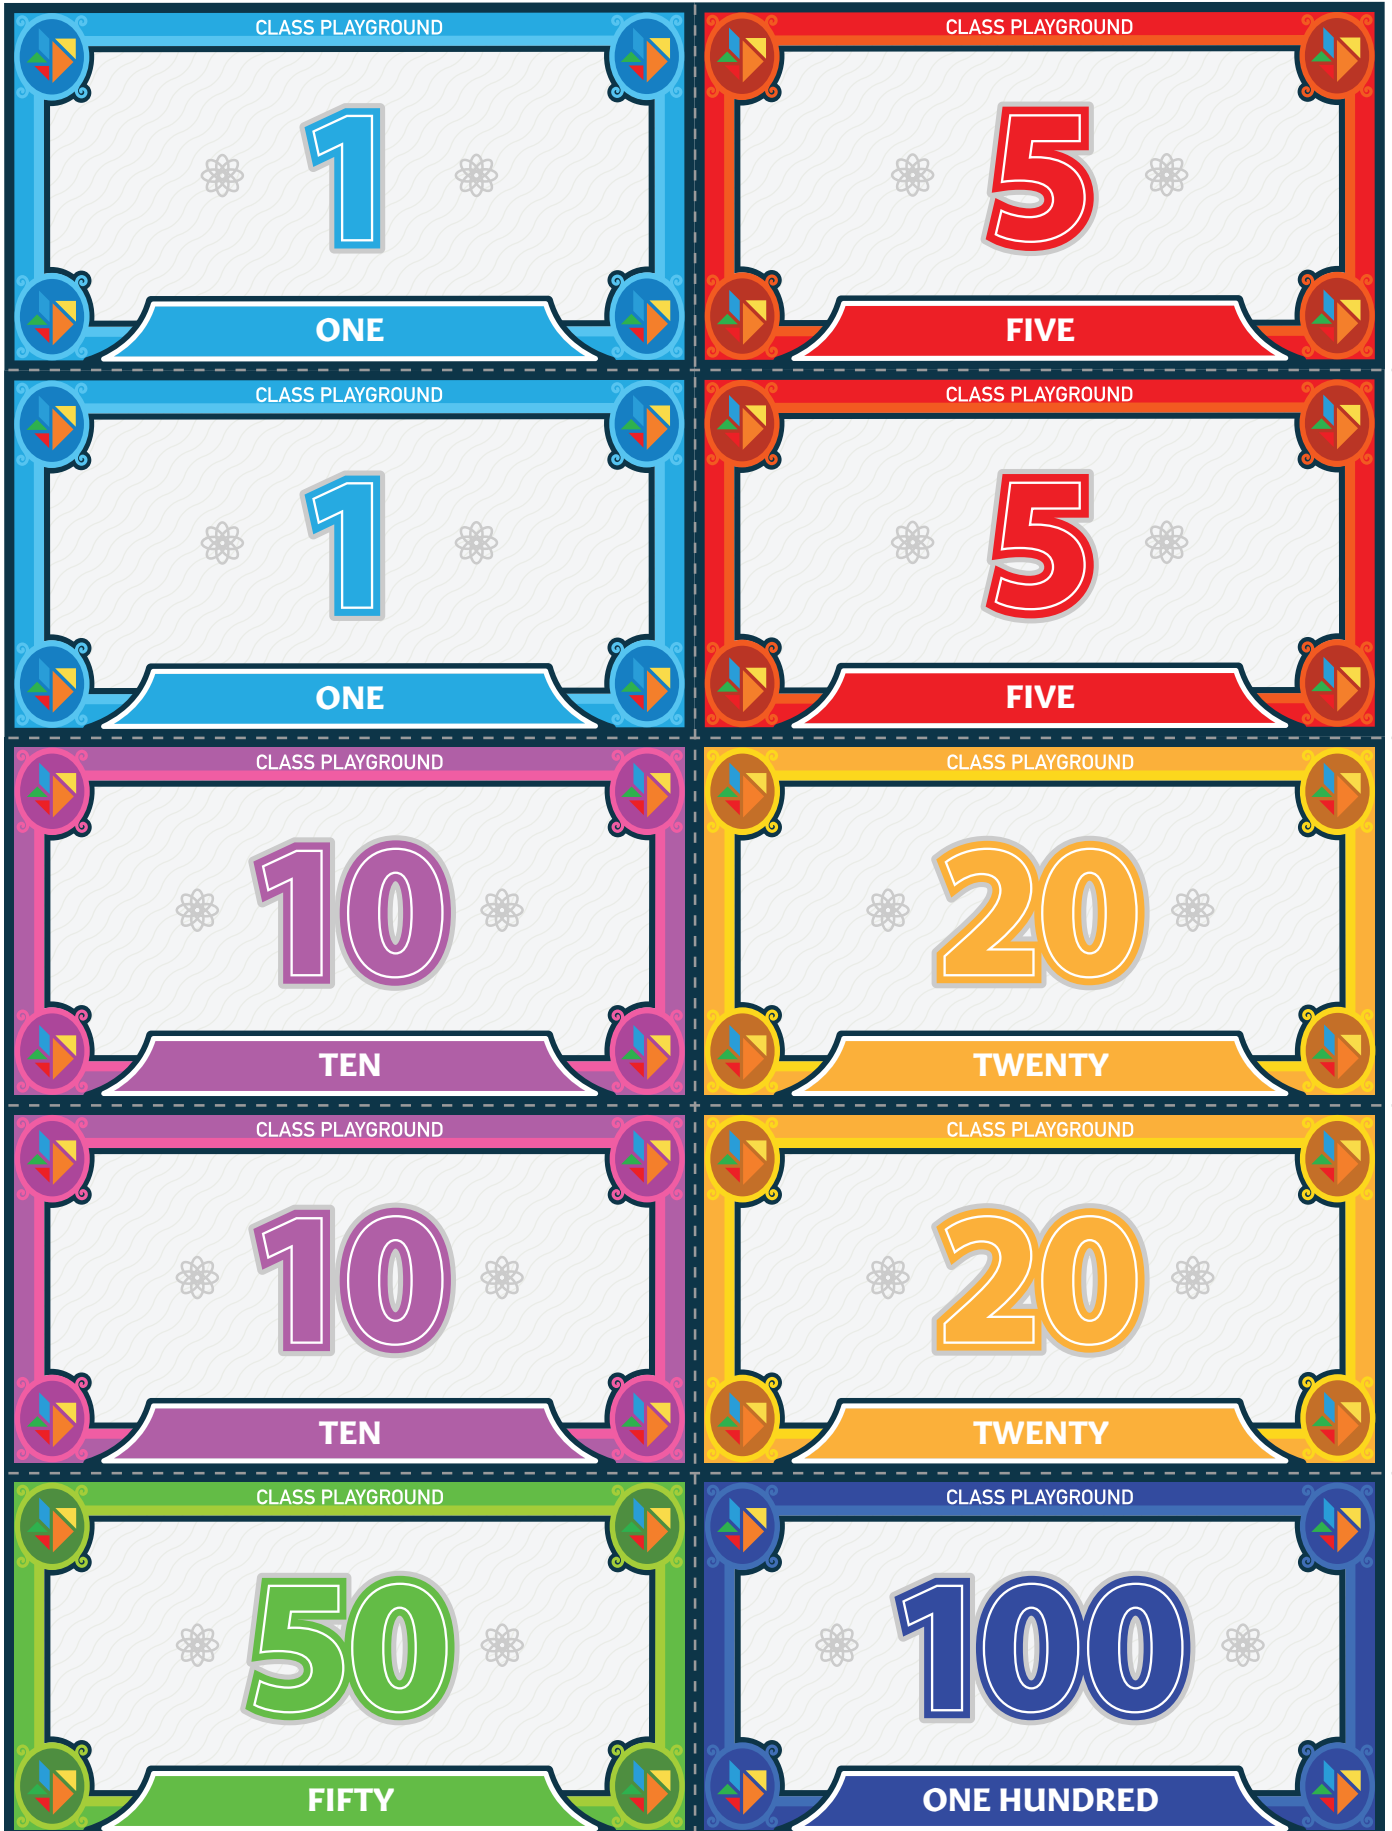 CLASS PLAYGROUND
1
ONE
CLASS PLAYGROUND
5
FIVE
CLASS PLAYGROUND
1
ONE
CLASS PLAYGROUND
5
FIVE
CLASS PLAYGROUND
10
TEN
CLASS PLAYGROUND
20
TWENTY
CLASS PLAYGROUND
10
TEN
CLASS PLAYGROUND
20
TWENTY
CLASS PLAYGROUND
50
FIFTY
CLASS PLAYGROUND
100
ONE HUNDRED